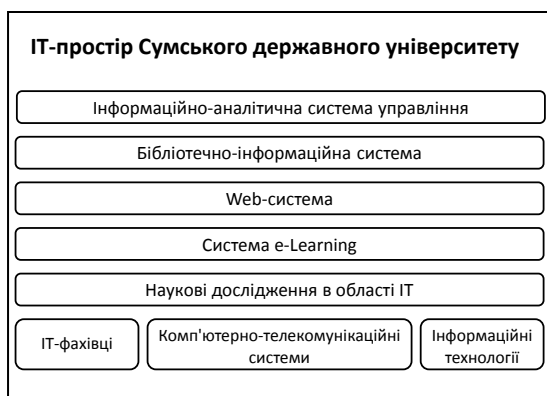 ІТ-простір Сумського державного університету
Інформаційно-аналітична система управління
Бібліотечно-інформаційна система
Web-система
Система e-Learning
Наукові дослідження в області ІТ
ІТ-фахівці
Комп'ютерно-телекомунікаційні
системи
Інформаційні
технології